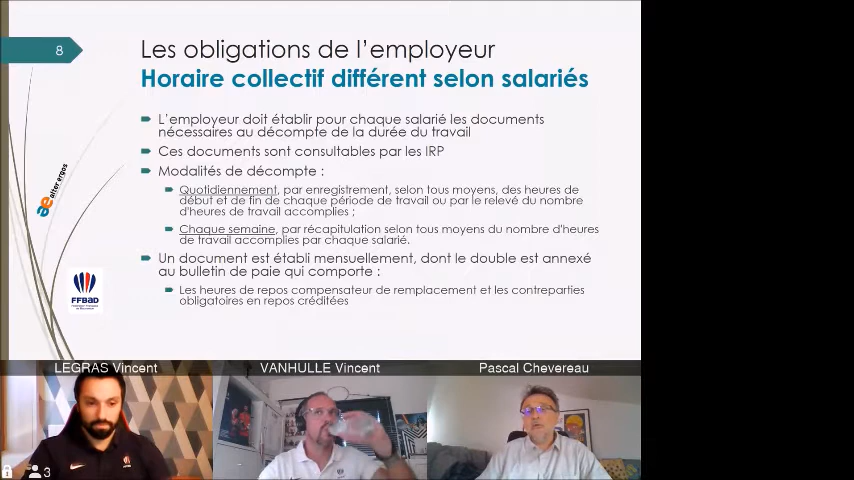 8
Les obligations de l'employeur
Horaire collectif différent selon salariés
L'employeur doit établir pour chaque salarié les documents
nécessaires au décompte de la durée du travail
Ces documents sont consultables par les IRP
Modalités de décompte :
Quotidiennement, par enregistrement, selon tous moyens, des heures de
début et de fin de chaque période de travail ou par le relevé du nombre
d'heures de travail accomplies ;
Chaque semaine, par récapitulation selon tous moyens du nombre d'heures
de travail accomplies par chaque salarié.
Un document est établi mensuellement, dont le double est annexé
au bulletin de paie qui comporte :
Les heures de repos compensateur de remplacement et les contreparties
obligatoires en repos créditées
ae alter ergos
FFBAD
LEGRAS Vincent
VANHULLE Vincent
Pascal Chevereau
3